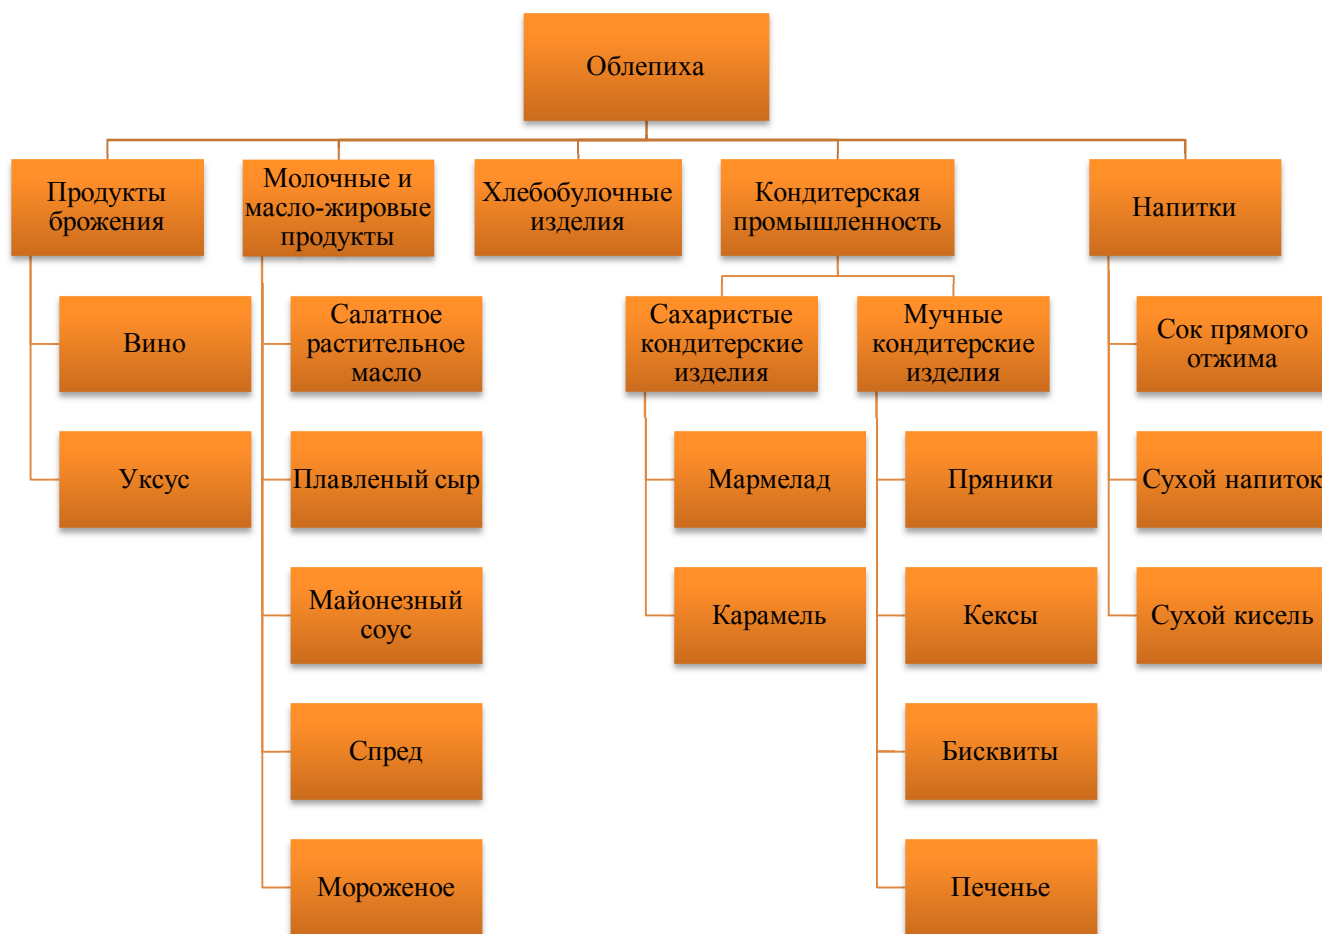 Облепиха
Продукты
брожения
Молочные и
масло-жировые
продукты
Хлебобулочные
изделия
Кондитерская
промышленность
Напитки
Вино
Уксус
Салатное
растительное
масло
Плавленый сыр
Майонезный
соус
Спред
Мороженое
Сахаристые
кондитерские
изделия
Мармелад
Карамель
Мучные
кондитерские
изделия
Пряники
Кексы
Бисквиты
Печенье
Сок прямого
отжима
Сухой напиток
Сухой кисель